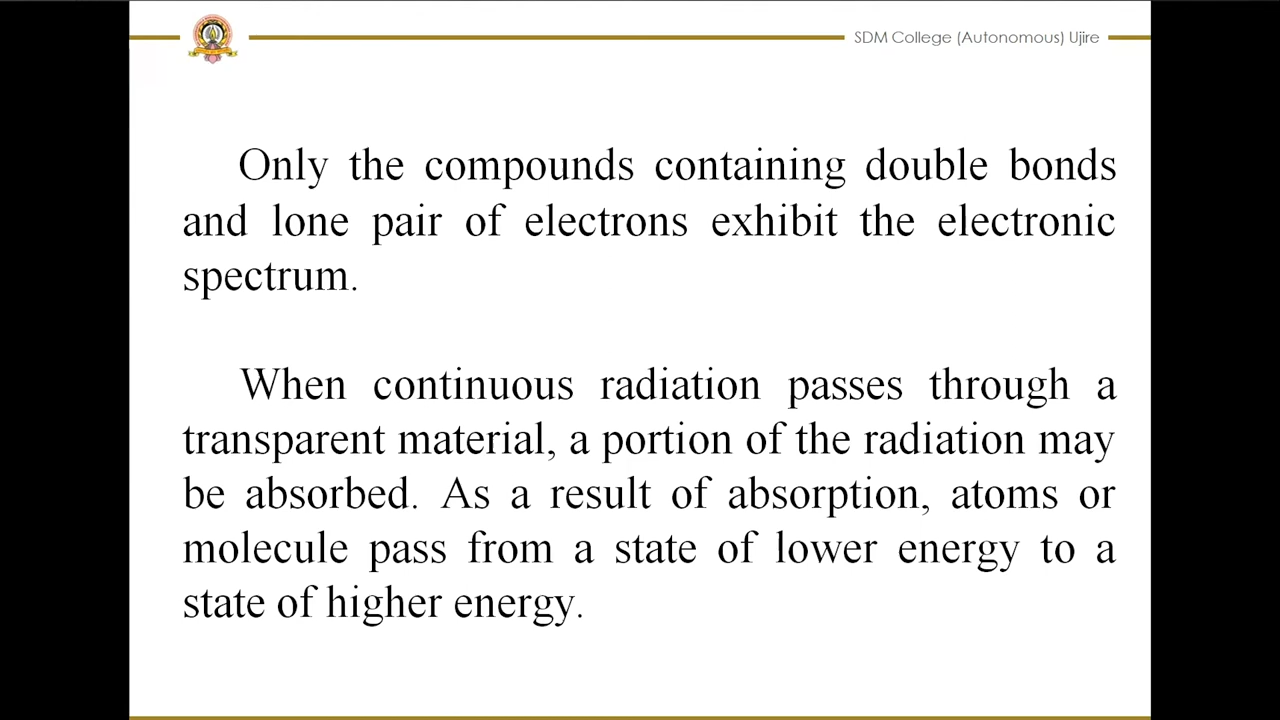 SDM College (Autonomous) Ujire
Only the compounds containing double bonds
and lone pair of electrons exhibit the electronic
spectrum.
When continuous radiation passes through a
transparent material, a portion of the radiation may
be absorbed. As a result of absorption, atoms or
molecule pass from a state of lower energy to a
state of higher energy.